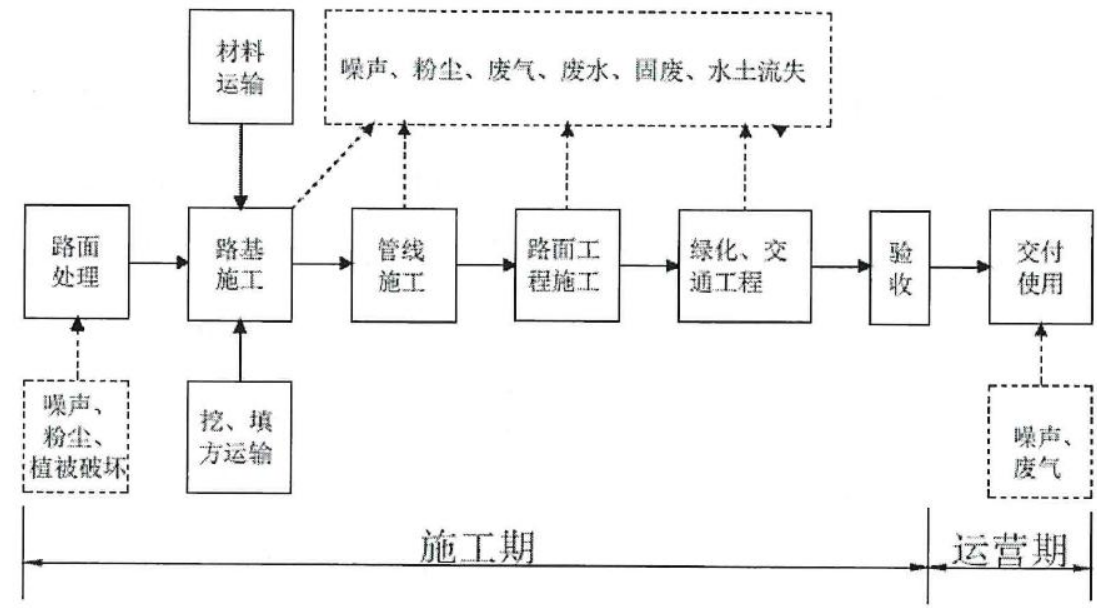 材料
运输
噪声、粉尘、废气、废水、固废、水土流失
路面
处理
路基
施工
管线
施工
路面工
程施工
绿化、交
通工程
验
收
交付
使用
噪声、
粉尘、
植被破坏
挖、填
方运输
噪声、
废气
施工期
运营期